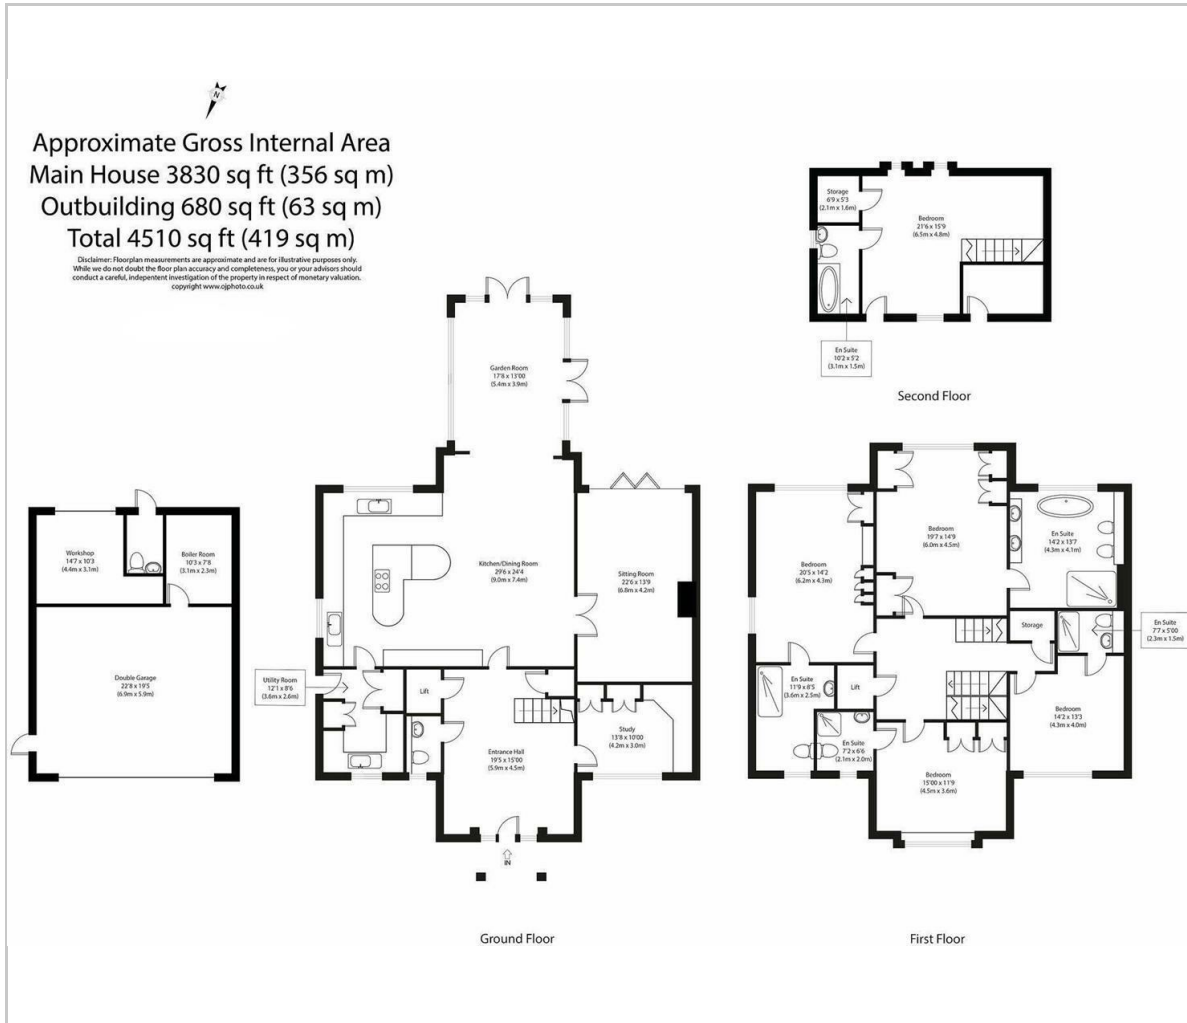 N
Approximate Gross Internal Area
Main House 3830 sq ft (356 sq m)
Outbuilding 680 sq ft (63 sq m)
Total 4510 sq ft (419 sq m)
Disclaimer: Floorplan measurements are approximate and are for illustrative purposes only.
While we do not doubt the floor plan accuracy and completeness, you or your advisors should
conduct a careful, independent investigation of the property in respect of monetary valuation.
copyright www.ojphoto.co.uk
Storage
6'9 x 5'3
(2.1m x 1.6m)
Bedroom
21'6 x 15'9
(6.5m x 4.8m)
En Suite
10'2 x 5'2
(3.1m x 1.5m)
Second Floor
Garden Room
17'8 x 13'00
(5.4m x 3.9m)
Kitchen/Dining Room
29'6 x 24'4
(9.0m x 7.4m)
Sitting Room
22'6 x 13'9
(6.8m x 4.2m)
Utility Room
12'1 x 8'6
(3.6m x 2.6m)
Lift
Study
13'8 x 10'00
(4.2m x 3.0m)
Entrance Hall
19'5 x 15'00
(5.9m x 4.5m)
IN
Ground Floor
Workshop
14'7 x 10'3
(4.4m x 3.1m)
Boiler Room
10'3 x 7'8
(3.1m x 2.3m)
Double Garage
22'8 x 19'5
(6.9m x 5.9m)
Bedroom
19'7 x 14'9
(6.0m x 4.5m)
En Suite
14'2 x 13'7
(4.3m x 4.1m)
Bedroom
20'5 x 14'2
(6.2m x 4.3m)
Storage
En Suite
7'7 x 5'00
(2.3m x 1.5m)
En Suite
11'9 x 8'5
(3.6m x 2.5m)
Lift
Bedroom
14'2 x 13'3
(4.3m x 4.0m)
En Suite
7'2 x 6'6
(2.1m x 2.0m)
Bedroom
15'00 x 11'9
(4.5m x 3.6m)
First Floor